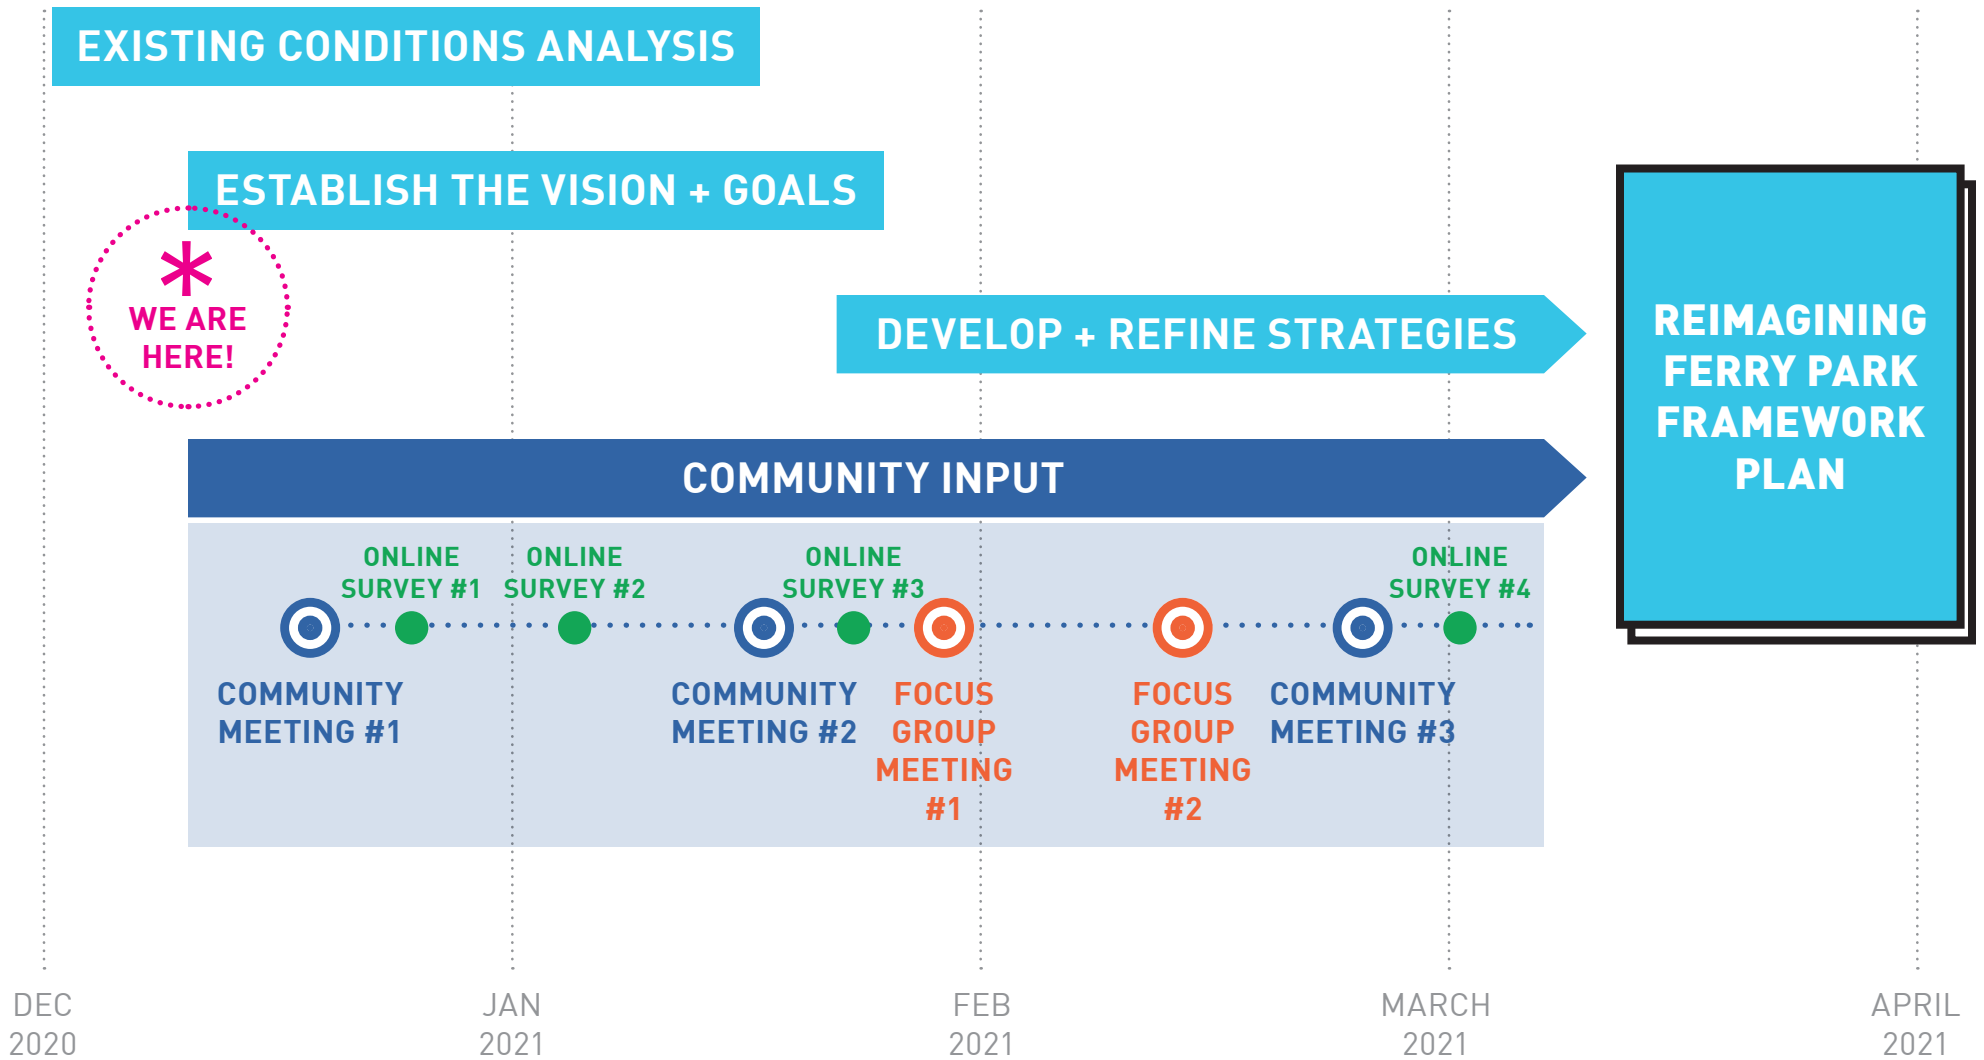 EXISTING CONDITIONS ANALYSIS
ESTABLISH THE VISION + GOALS
*
WE ARE
HERE!
DEVELOP + REFINE STRATEGIES
REIMAGINING
FERRY PARK
FRAMEWORK
PLAN
COMMUNITY INPUT
ONLINE
SURVEY #1
ONLINE
SURVEY #2
ONLINE
SURVEY #3
ONLINE
SURVEY #4
COMMUNITY
MEETING #1
COMMUNITY
MEETING #2
FOCUS
GROUP
MEETING
#1
FOCUS
GROUP
MEETING
#2
COMMUNITY
MEETING #3
DEC
2020
JAN
2021
FEB
2021
MARCH
2021
APRIL
2021